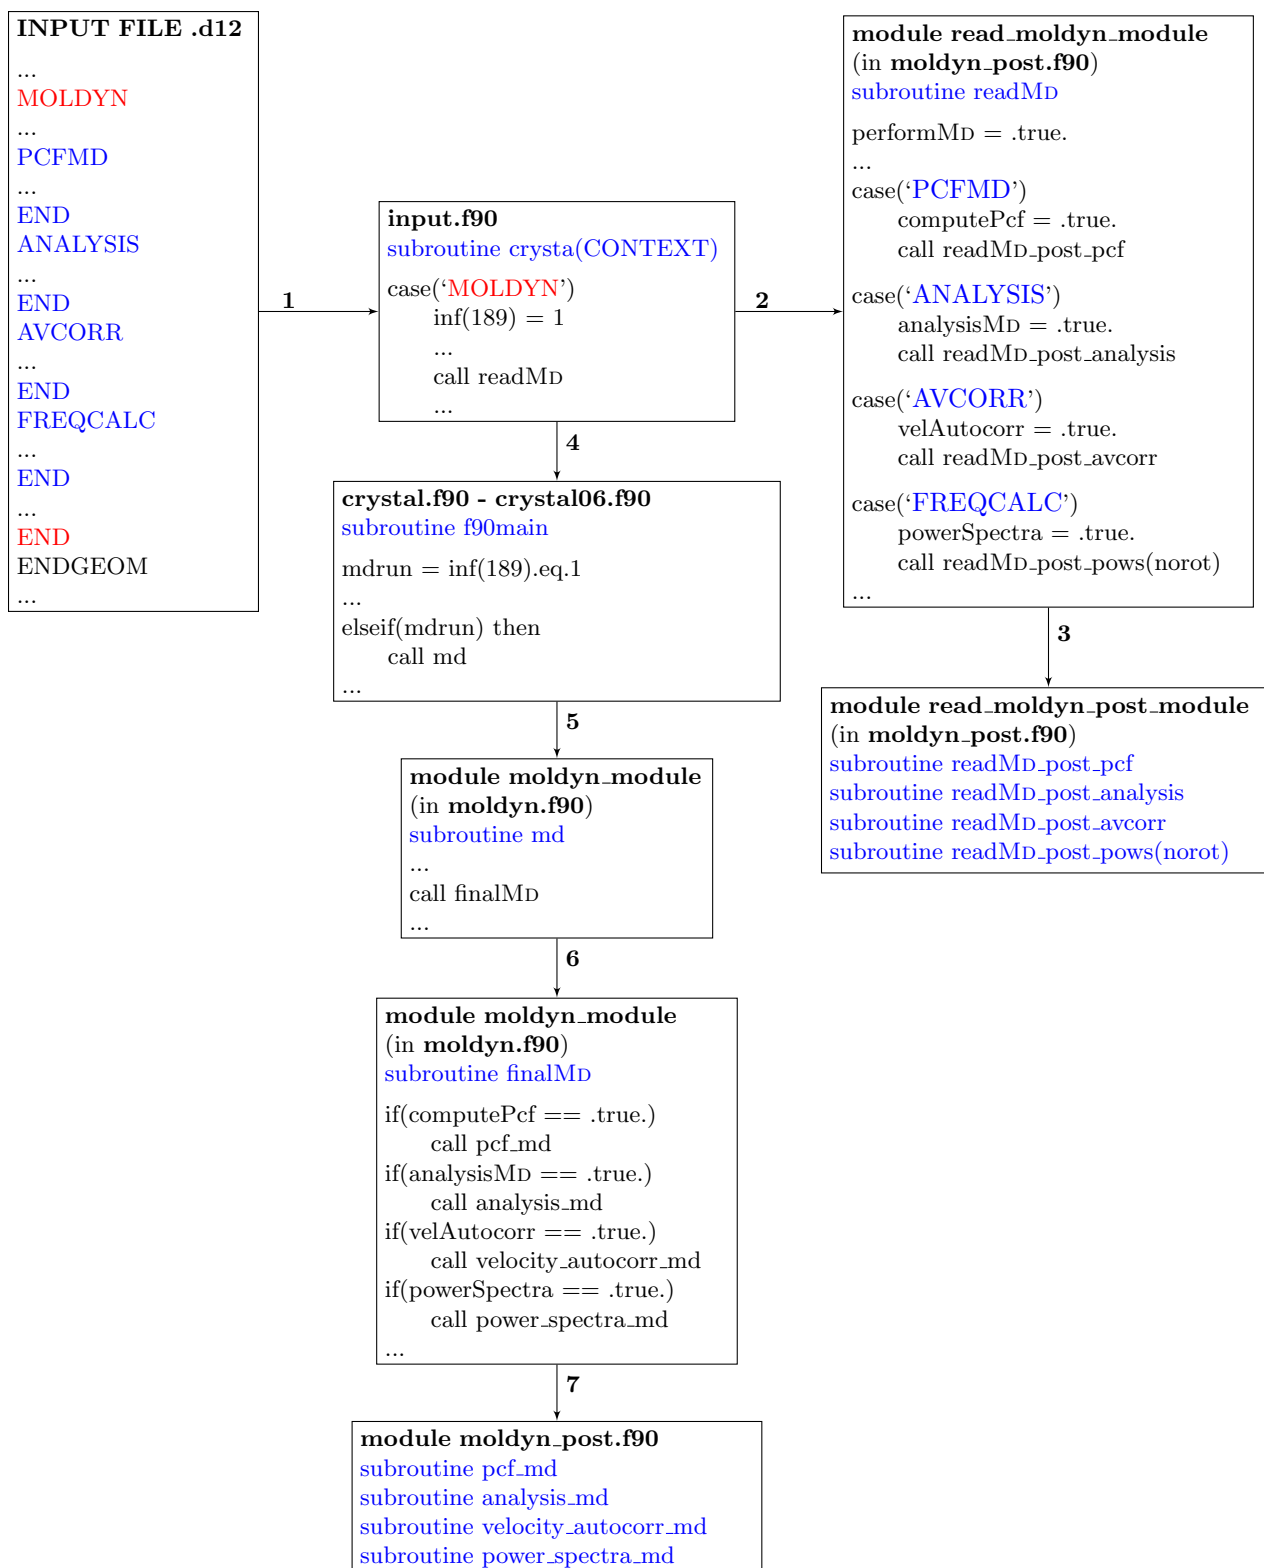 INPUT FILE .d12
...
MOLDYN
...
PCFMD
...
END
ANALYSIS
...
END
AVCORR
...
END
FREQCALC
...
END
...
END
ENDGEOM
...
1
input.f90
subroutine crysta(CONTEXT)
case(‘MOLDYN’)
inf(189) = 1
...
call readMD
...
2
module read_moldyn_module
(in moldyn_post.f90)
subroutine readMD
performMD = .true.
...
case(‘PCFMD’)
computePcf = .true.
call readMD_post_pcf
case(‘ANALYSIS’)
analysisMD = .true.
call readMD_post_analysis
case(‘AVCORR’)
velAutocorr = .true.
call readMD_post_avcorr
case(‘FREQCALC’)
powerSpectra = .true.
call readMD_post_pows(norot)
...
3
module read_moldyn_post_module
(in moldyn_post.f90)
subroutine readMD_post_pcf
subroutine readMD_post_analysis
subroutine readMD_post_avcorr
subroutine readMD_post_pows(norot)
4
crystal.f90 - crystal06.f90
subroutine f90main
mdrun = inf(189).eq.1
...
elseif(mdrun) then
call md
...
5
module moldyn_module
(in moldyn.f90)
subroutine md
...
call finalMD
...
6
module moldyn_module
(in moldyn.f90)
subroutine finalMD
if(computePcf == .true.)
call pcf_md
if(analysisMD == .true.)
call analysis_md
if(velAutocorr == .true.)
call velocity_autocorr_md
if(powerSpectra == .true.)
call power_spectra_md
...
7
module moldyn_post.f90
subroutine pcf_md
subroutine analysis_md
subroutine velocity_autocorr_md
subroutine power_spectra_md